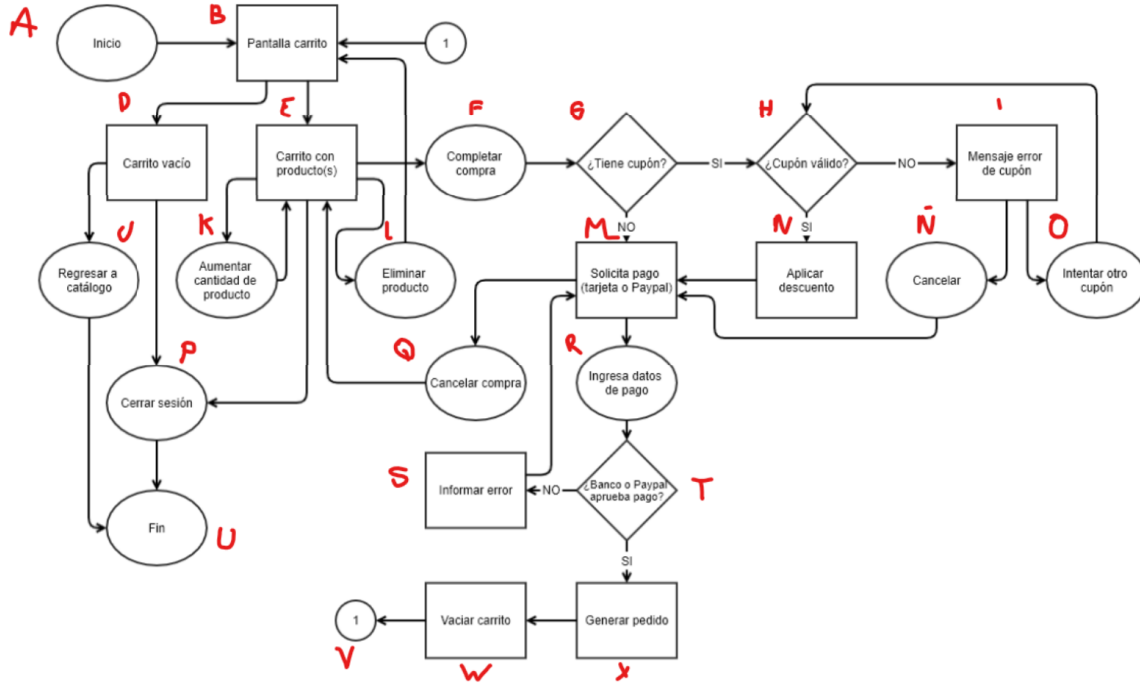 A
B
Inicio
Pantalla carrito
1
D
E
F
G
H
I
Carrito vacío
Carrito con
producto(s)
Completar
compra
¿Tiene cupón?
SI
¿Cupón válido?
NO
Mensaje error
de cupón
J
K
L
M
NO
N
SI
Ñ
O
Regresar a
catálogo
Aumentar
cantidad de
producto
Eliminar
producto
Solicita pago
(tarjeta o Paypal)
Aplicar
descuento
Cancelar
Intentar otro
cupón
P
Q
R
Cerrar sesión
Cancelar compra
Ingresa datos
de pago
S
Informar error
NO
¿Banco o Paypal
aprueba pago?
T
Fin
U
SI
1
Vaciar carrito
Generar pedido
V
W
X